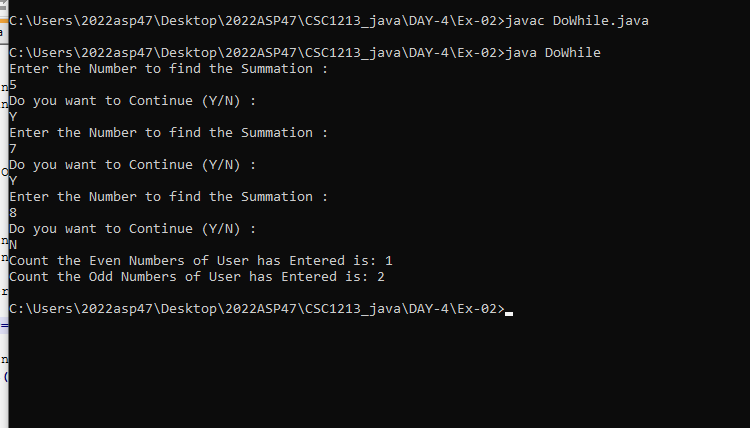 C:\Users\2022asp47\Desktop\2022ASP47\CSC1213_java\DAY-4\Ex-02>javac DoWhile.java
C:\Users\2022asp47\Desktop\2022ASP47\CSC1213_java\DAY-4\Ex-02>java DoWhile
Enter the Number to find the Summation :
5
Do you want to Continue (Y/N) :
Y
Enter the Number to find the Summation :
7
Do you want to Continue (Y/N) :
Y
Enter the Number to find the Summation :
8
Do you want to Continue (Y/N) :
N
Count the Even Numbers of User has Entered is: 1
Count the Odd Numbers of User has Entered is: 2
C:\Users\2022asp47\Desktop\2022ASP47\CSC1213_java\DAY-4\Ex-02>